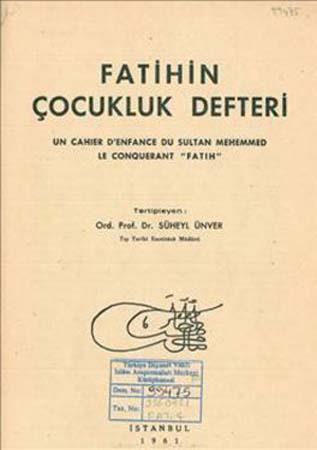 99475
FATİHİN
ÇOCUKLUK DEFTERİ
UN CAHIER D'ENFANCE DU SULTAN MEHEMMED
LE CONQUERANT "FATIH"
Tertipleyen :
Ord. Prof. Dr. SÜHEYL ÜNVER
Tıp Tarihi Enstitüsü Müdürü
Türkiye Diyanet Vakfı
İslâm Araştırmaları Merkezi
Kütüphanesi
Dem. No: 99475
Tas. No:
FAT.F
İSTANBUL
1961